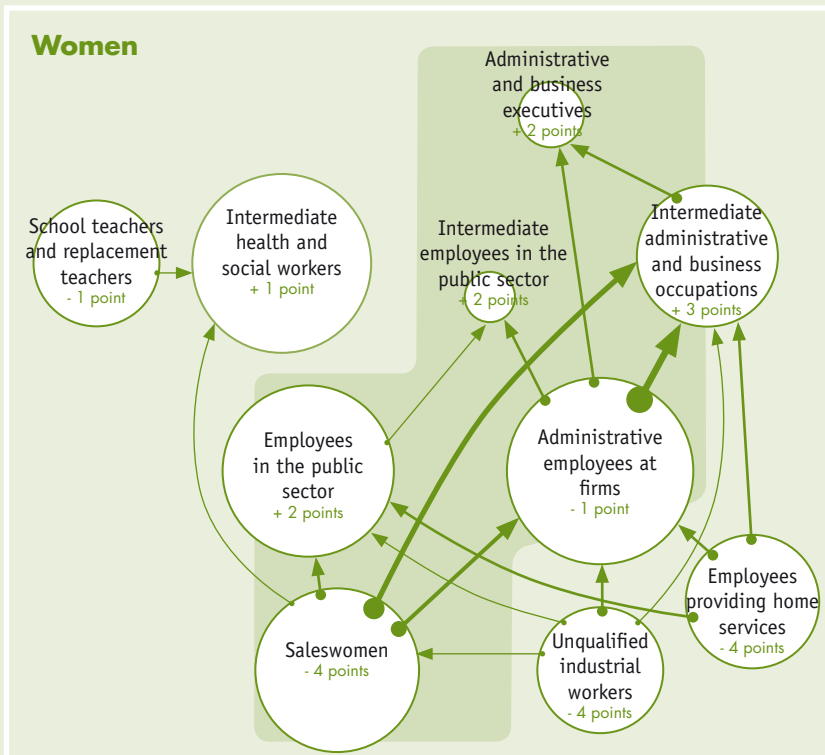 Women
Administrative
and business
executives
+ 2 points
School teachers
and replacement
teachers
- 1 point
Intermediate
health and
social workers
+ 1 point
Intermediate
employees in the
public sector
+ 2 points
Intermediate
administrative
and business
occupations
+ 3 points
Employees
in the public
sector
+ 2 points
Administrative
employees at
firms
- 1 point
Saleswomen
- 4 points
Unqualified
industrial
workers
- 4 points
Employees
providing home
services
- 4 points